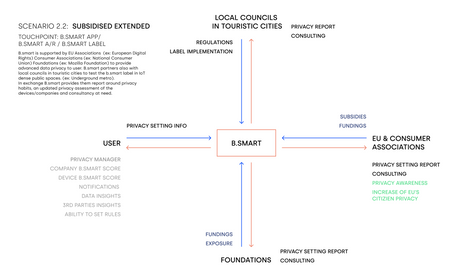 SCENARIO 2.2: SUBSIDISED EXTENDED
TOUCHPOINT: B.SMART APP/
B.SMART A/R / B.SMART LABEL
B.smart is supported by EU Associations (ex: European Digital
Rights) Consumer Associations (ex: National Consumer
Union) Foundations (ex: Mozilla Foundation) to provide
advanced data privacy to user. B.smart partners also with
local councils in touristic cities to test the b.smart label in IoT
dense public spaces. (ex: Underground metro).
In exchange B.smart provides them report around privacy
habits, an updated privacy assessment of the
devices/companies and consultancy at need.
LOCAL COUNCILS
IN TOURISTIC CITIES
PRIVACY REPORT
CONSULTING
REGULATIONS
LABEL IMPLEMENTATION
PRIVACY SETTING INFO
USER
PRIVACY MANAGER
COMPANY B.SMART SCORE
DEVICE B.SMART SCORE
NOTIFICATIONS
DATA INSIGHTS
3RD PARTIES INSIGHTS
ABILITY TO SET RULES
B.SMART
SUBSIDIES
FUNDINGS
EU & CONSUMER
ASSOCIATIONS
PRIVACY SETTING REPORT
CONSULTING
PRIVACY AWARENESS
INCREASE OF EU'S
CITIZEN PRIVACY
FUNDINGS
EXPOSURE
PRIVACY SETTING REPORT
CONSULTING
FOUNDATIONS